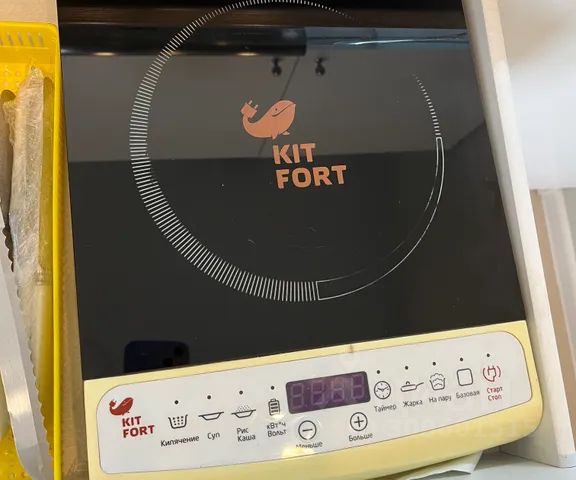 KIT
FORT
KIT
FORT
Кипячение
Суп
Рис
Каша
кВт*ч
Вольт
Меньше
Больше
Таймер
Жарка
На пару
Базовая
Старт
Стоп